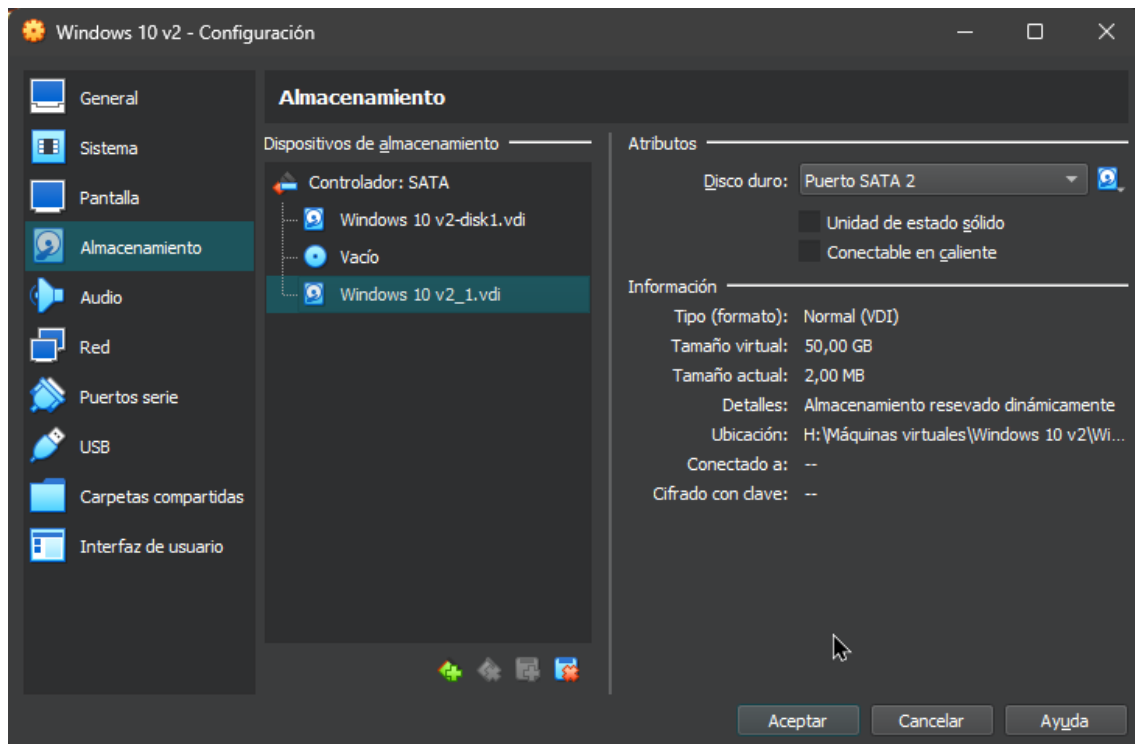 Windows 10 v2 - Configuración
General
Sistema
Pantalla
Almacenamiento
Audio
Red
Puertos serie
USB
Carpetas compartidas
Interfaz de usuario
Almacenamiento
Dispositivos de almacenamiento
Controlador: SATA
Windows 10 v2-disk1.vdi
Vacío
Windows 10 v2_1.vdi
Atributos
Disco duro: Puerto SATA 2
Unidad de estado sólido
Conectable en caliente
Información
Tipo (formato): Normal (VDI)
Tamaño virtual: 50,00 GB
Tamaño actual: 2,00 MB
Detalles: Almacenamiento resevado dinámicamente
Ubicación: H:\Máquinas virtuales\Windows 10 v2\Wi...
Conectado a: --
Cifrado con clave: --
Aceptar Cancelar Ayuda